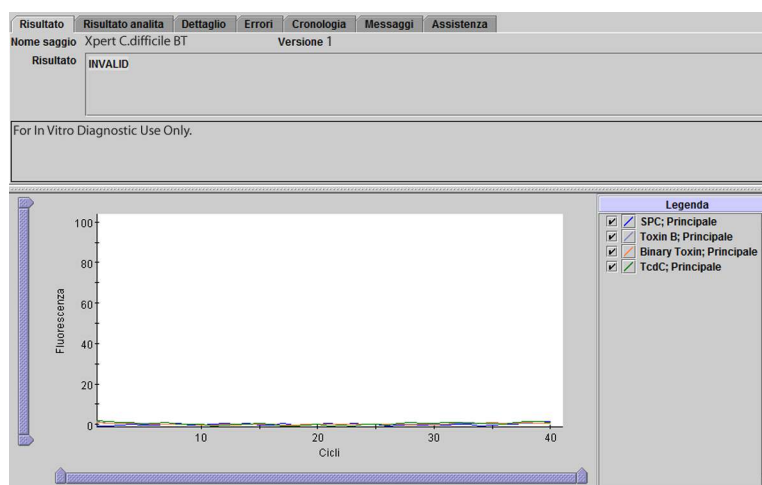 Risultato Risultato analita Dettaglio Errori Cronologia Messaggi Assistenza
Nome saggio Xpert C.difficile BT Versione 1
Risultato INVALID
For In Vitro Diagnostic Use Only.
Legenda
SPC; Principale
Toxin B; Principale
Binary Toxin; Principale
TcdC; Principale
100
80
60
40
20
0
Fluorescenza
10 20 30 40
Cicli